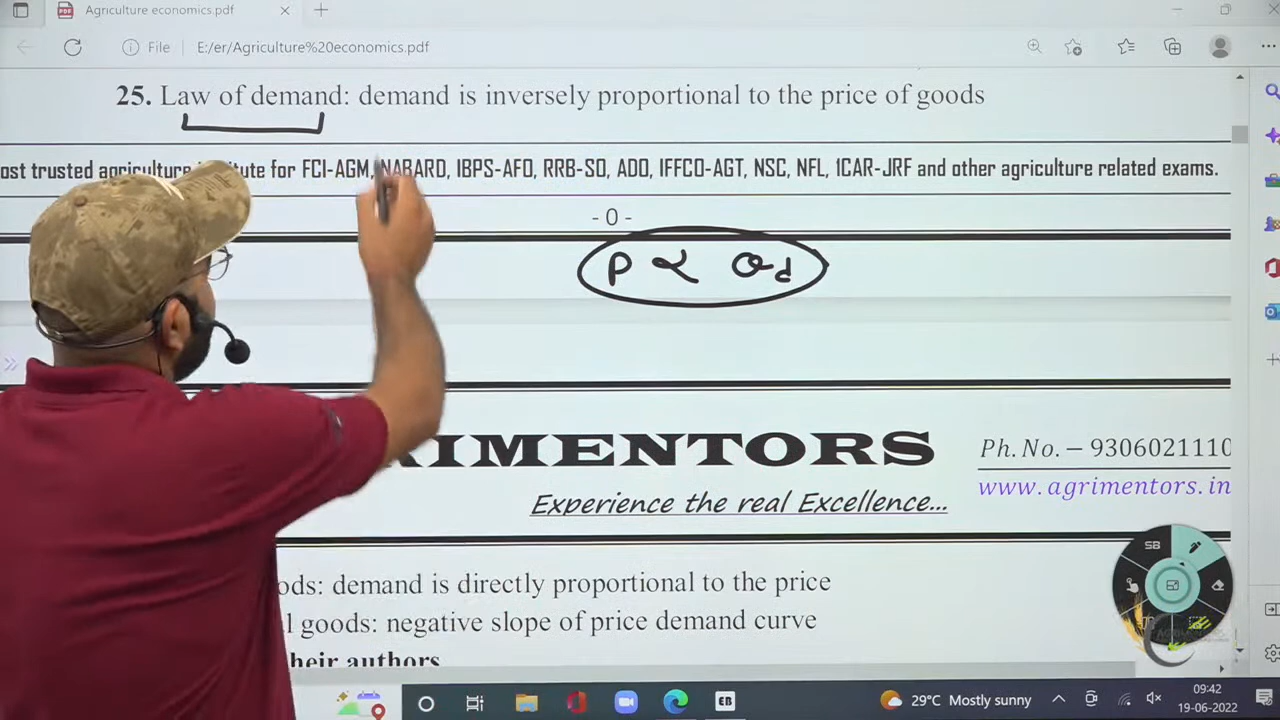 Agriculture economics.pdf
File E:/er/Agriculture%20economics.pdf
25. Law of demand: demand is inversely proportional to the price of goods
ost trusted agriculture for FCI-AGM, NABARD, IBPS-AFO, RRB-SO, ADO, IFFCO-AGT, NSC, NFL, ICAR-JRF and other agriculture related exams.
- 0 -
P ∝ Qd
RIMENTORS
Ph. No. – 9306021110
Experience the real Excellence...
www.agrimentors.in
SB
ods: demand is directly proportional to the price
l goods: negative slope of price demand curve
heir authors
EB
29°C Mostly sunny
09:42
19-06-2022